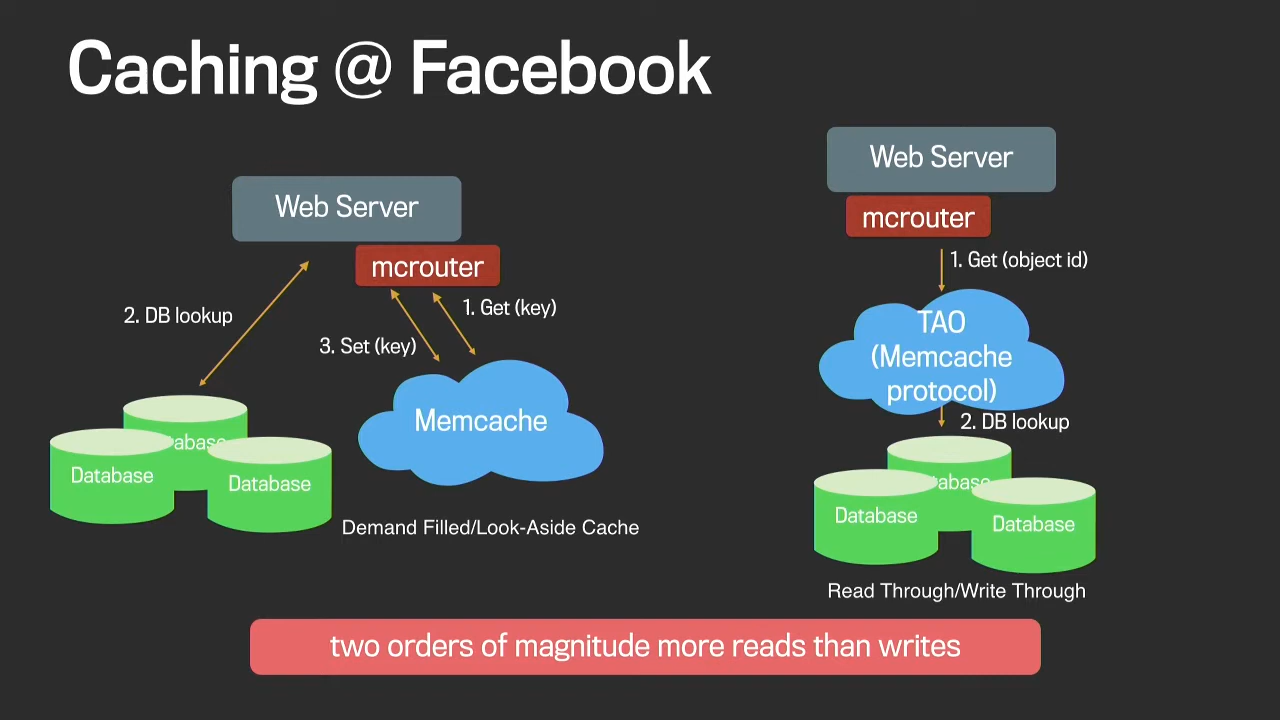 Caching @ Facebook
Web Server
mcrouter
2. DB lookup
1. Get (key)
3. Set (key)
Memcache
abase
Database
Database
Demand Filled/Look-Aside Cache
Web Server
mcrouter
1. Get (object id)
TAO
(Memcache
protocol)
2. DB lookup
abase
Database
Database
Read Through/Write Through
two orders of magnitude more reads than writes